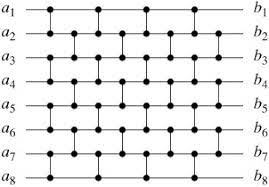 a₁ b₁
a₂ b₂
a₃ b₃
a₄ b₄
a₅ b₅
a₆ b₆
a₇ b₇
a₈ b₈